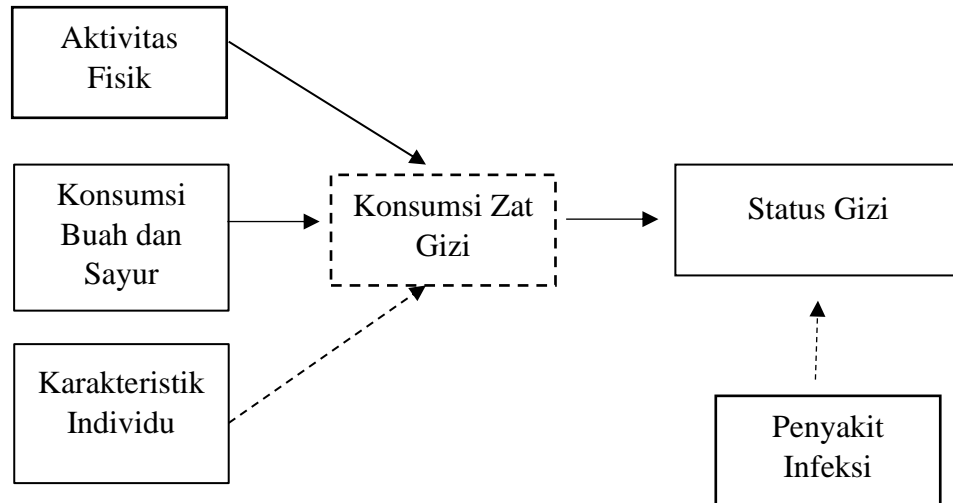 Aktivitas
Fisik
Konsumsi
Buah dan
Sayur
Karakteristik
Individu
Konsumsi Zat
Gizi
Status Gizi
Penyakit
Infeksi